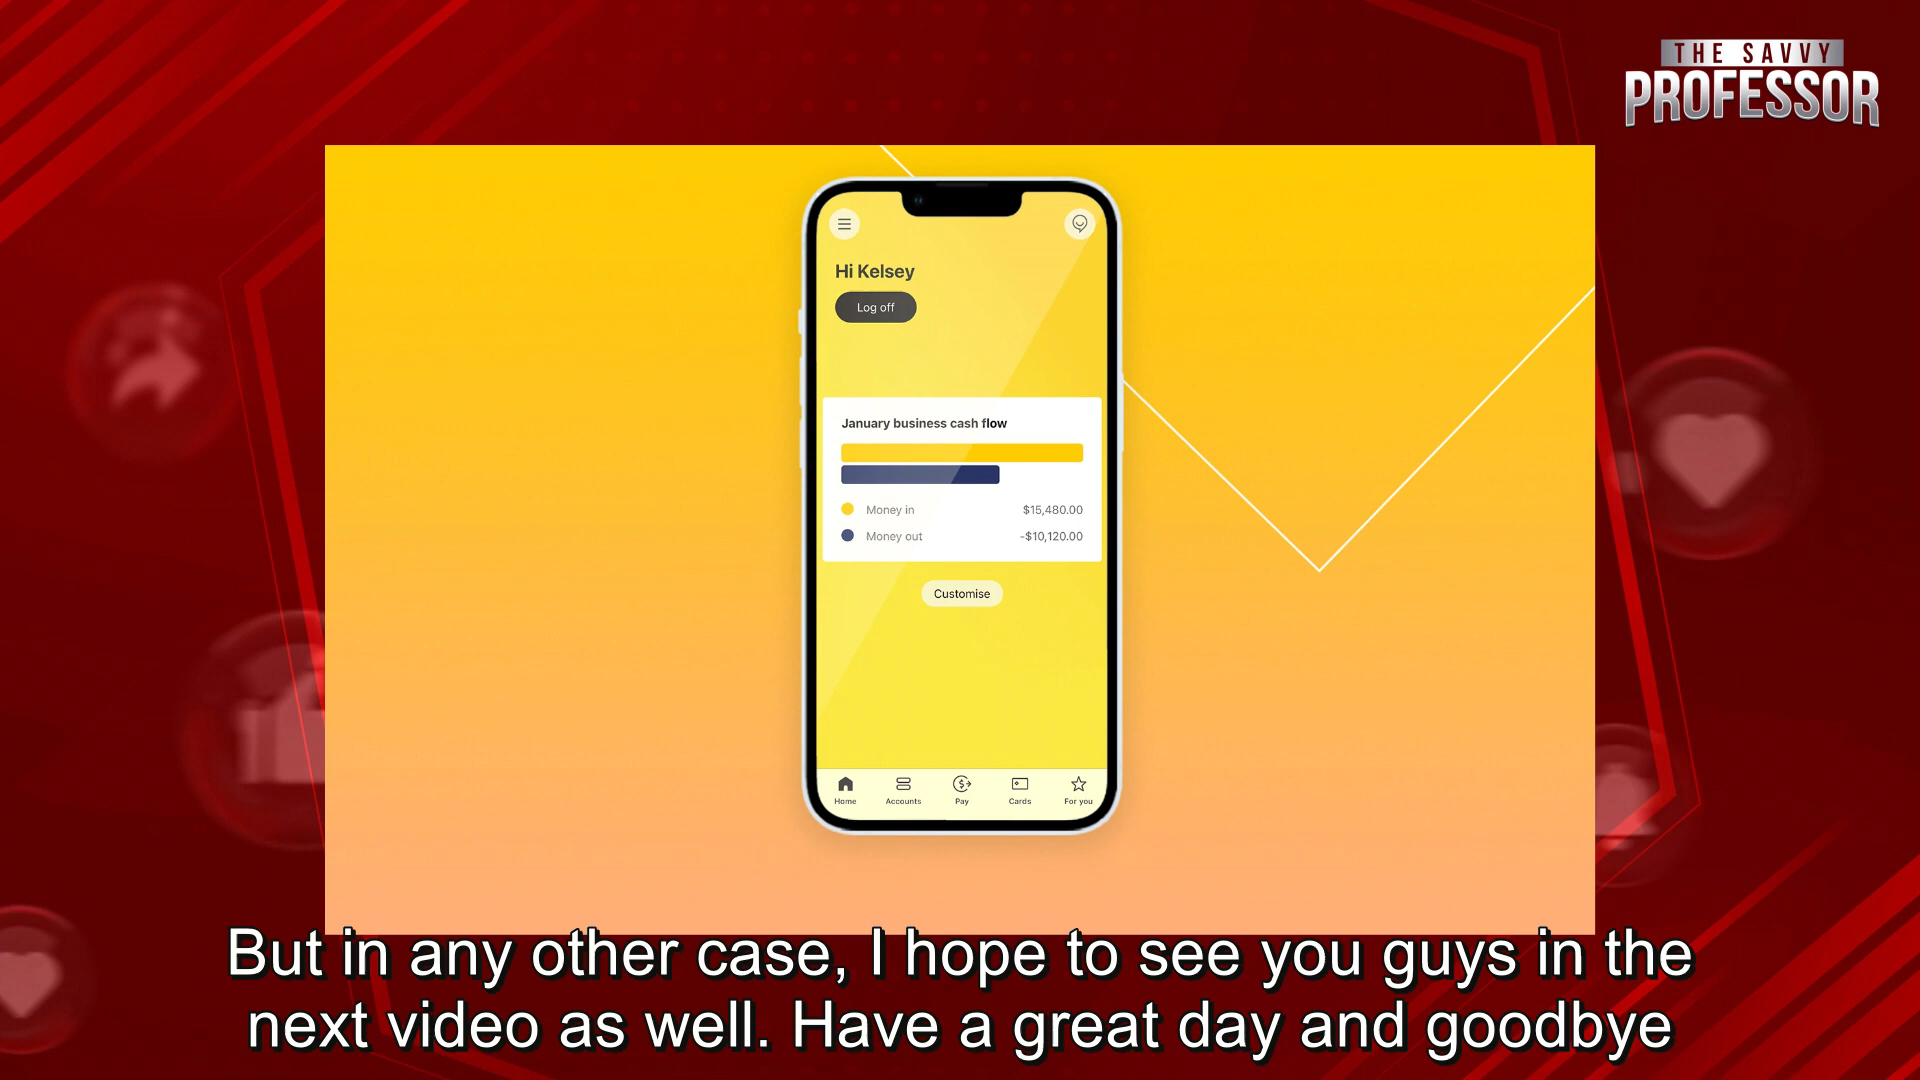 THE SAVVY
PROFESSOR
Hi Kelsey
Log off
January business cash flow
Money in $15,480.00
Money out -$10,120.00
Customise
Home Accounts Pay Cards For you
But in any other case, I hope to see you guys in the
next video as well. Have a great day and goodbye